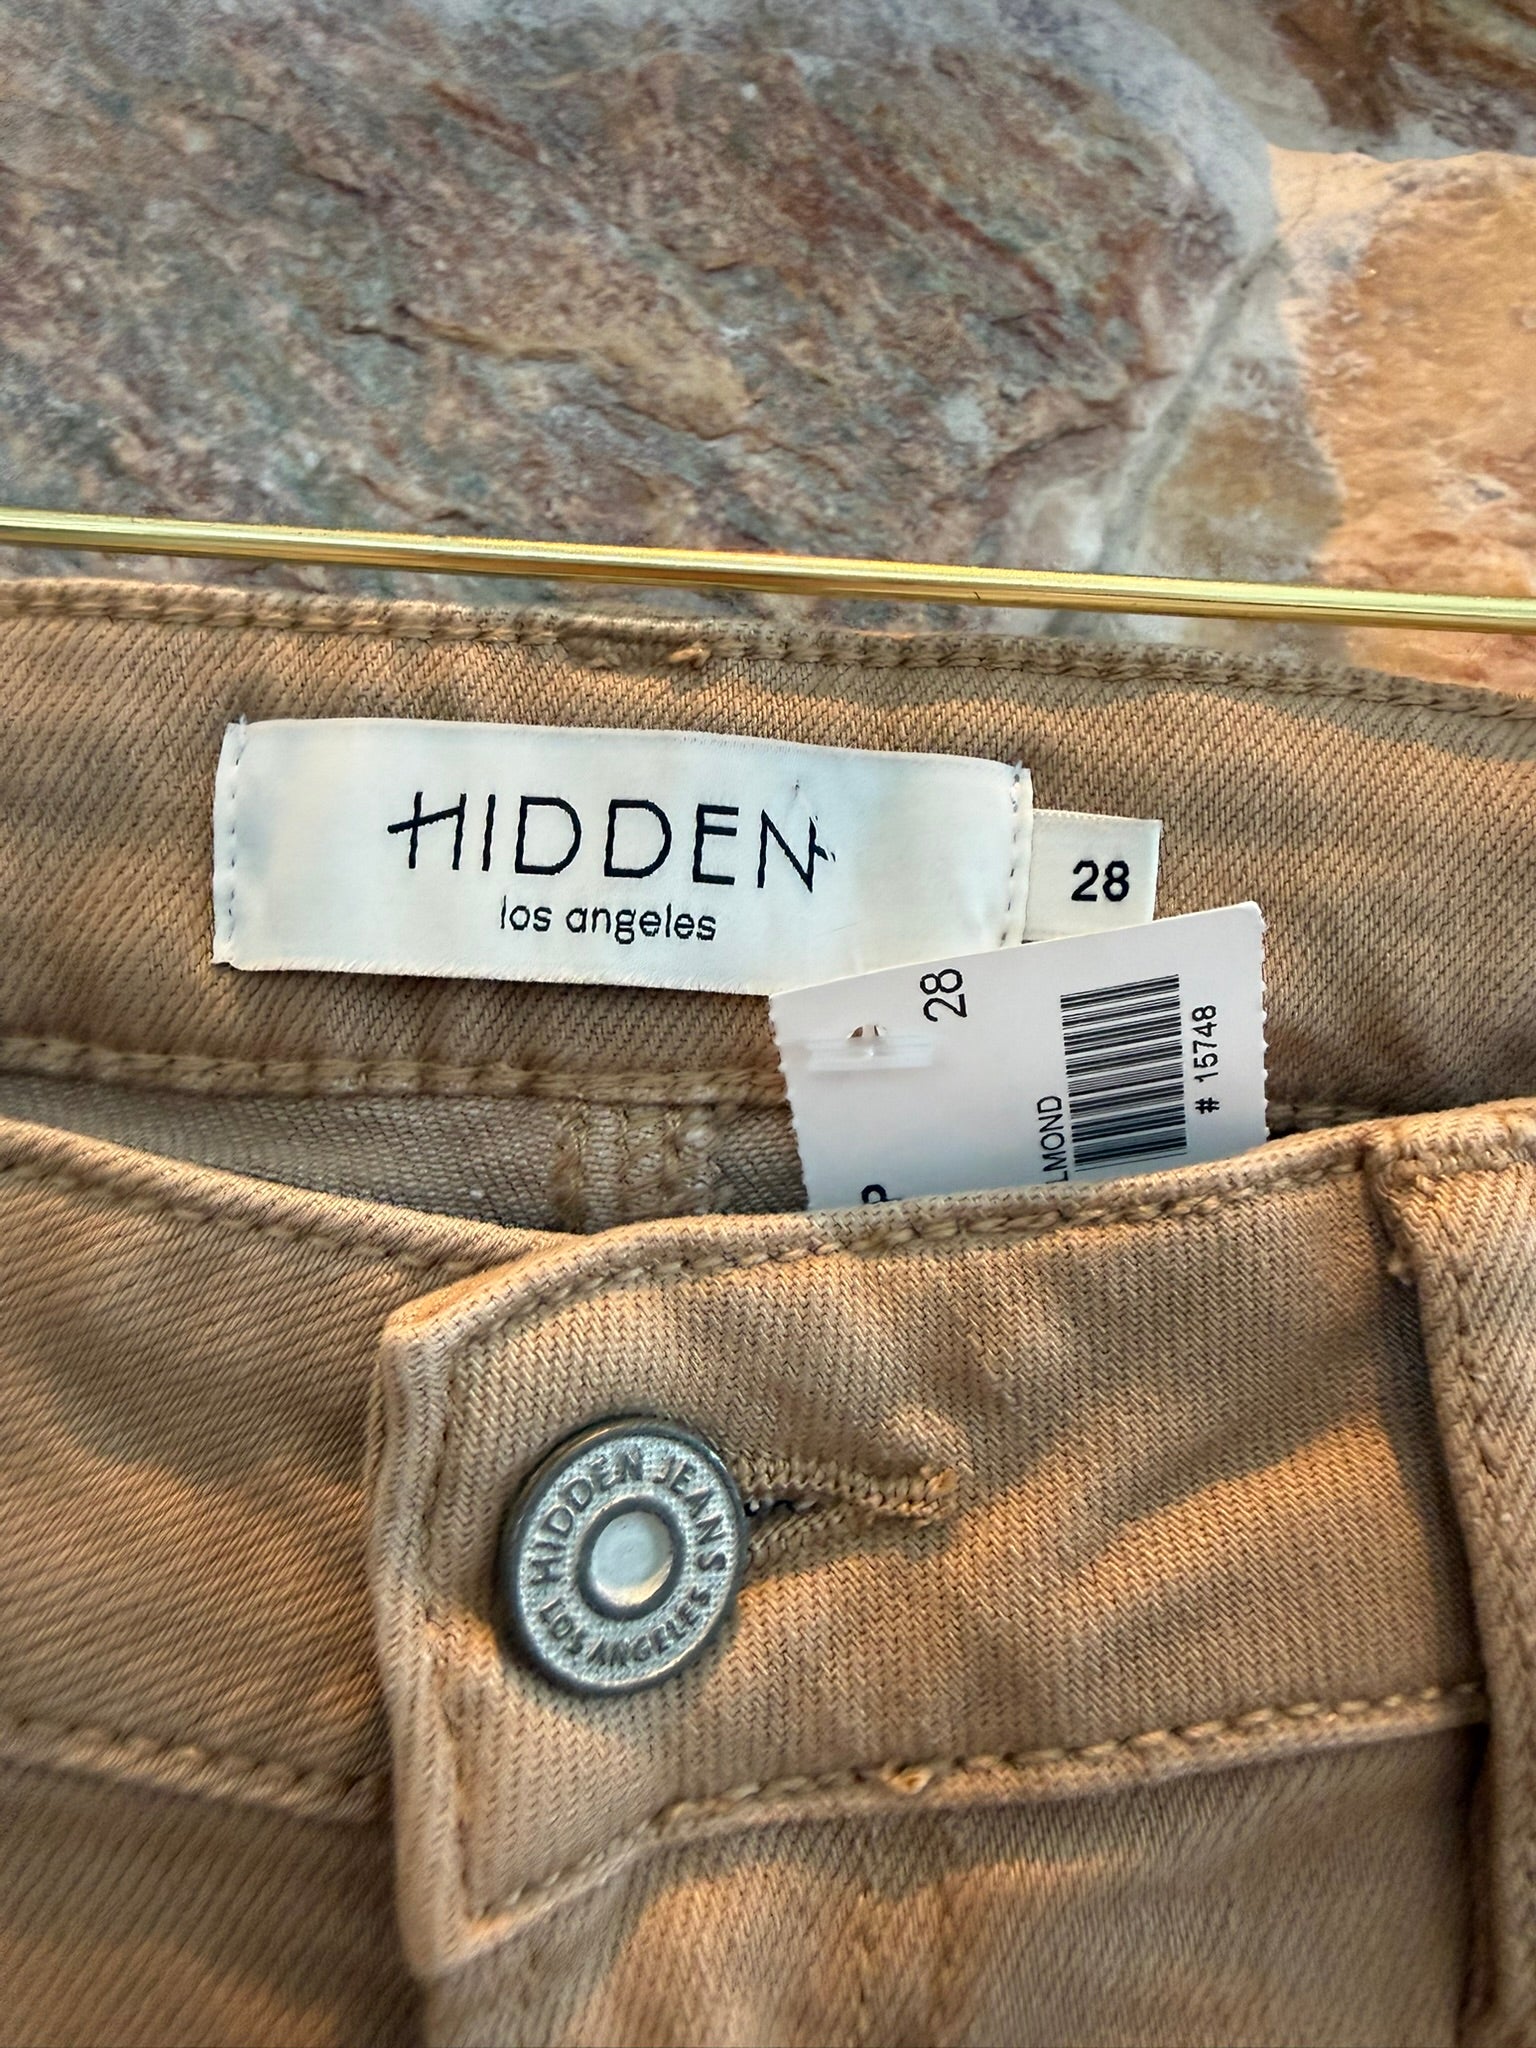 HIDDEN
los angeles
28
28
LMOND
# 15748
P
HIDDEN JEANS
LOS ANGELES